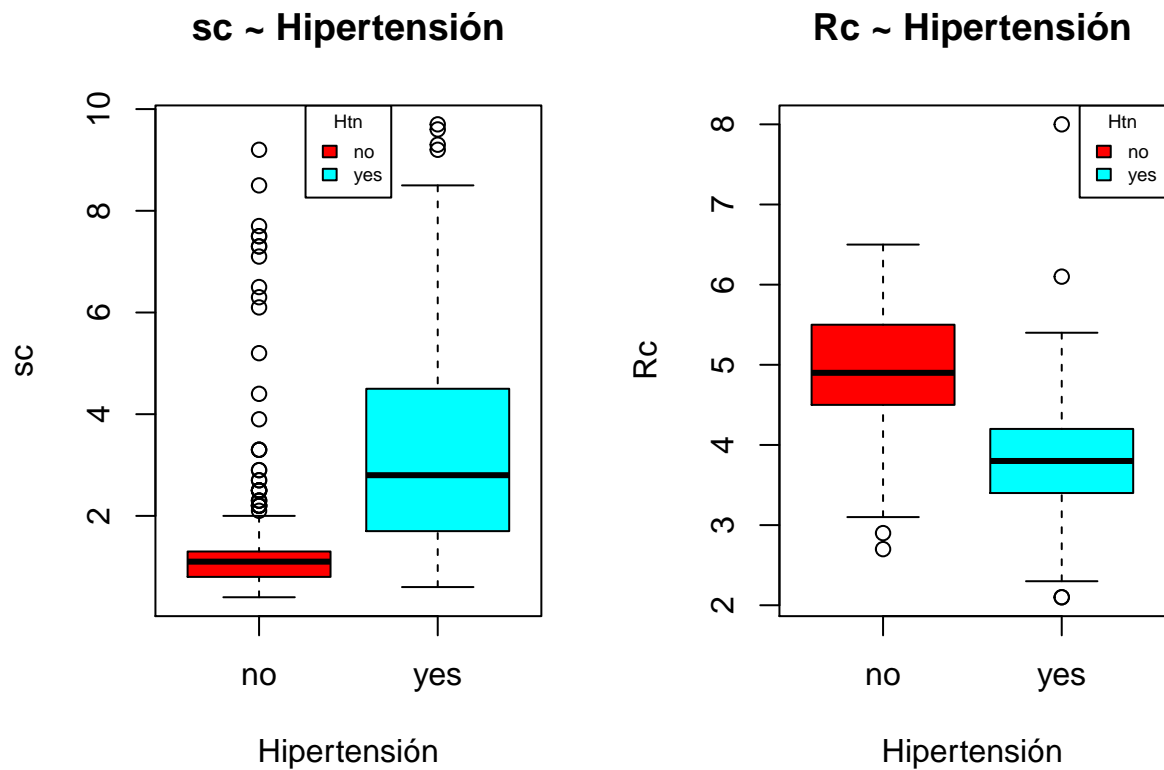 sc ~ Hipertensión
sc
10
8
6
4
2
Htn
no
yes
no yes
Hipertensión
Rc ~ Hipertensión
Rc
8
7
6
5
4
3
2
Htn
no
yes
no yes
Hipertensión